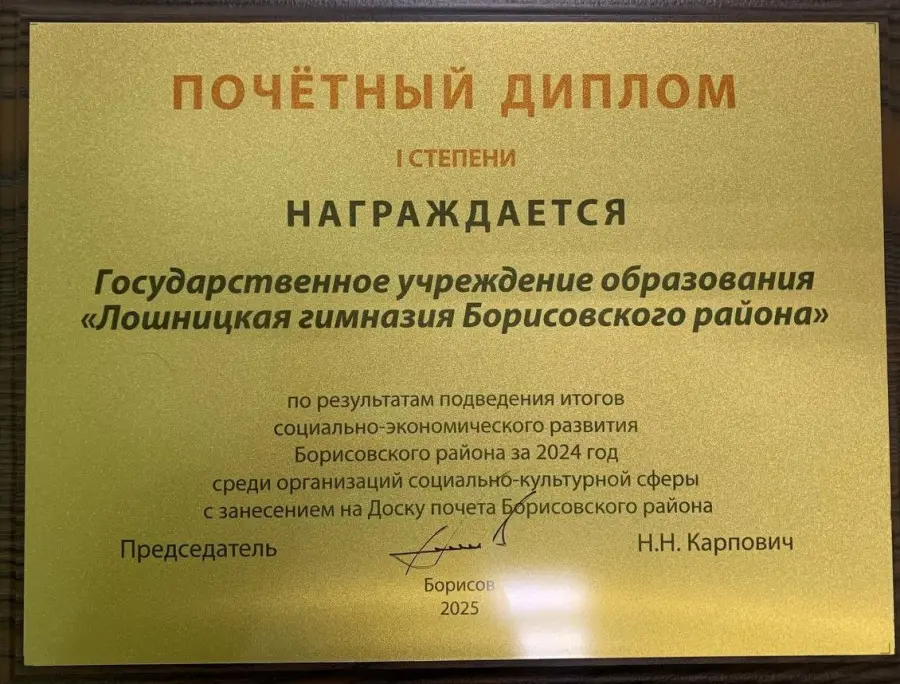 ПОЧЁТНЫЙ ДИПЛОМ
I СТЕПЕНИ
НАГРАЖДАЕТСЯ
Государственное учреждение образования
«Лошницкая гимназия Борисовского района»
по результатам подведения итогов
социально-экономического развития
Борисовского района за 2024 год
среди организаций социально-культурной сферы
с занесением на Доску почета Борисовского района
Председатель Н.Н. Карпович
Борисов
2025